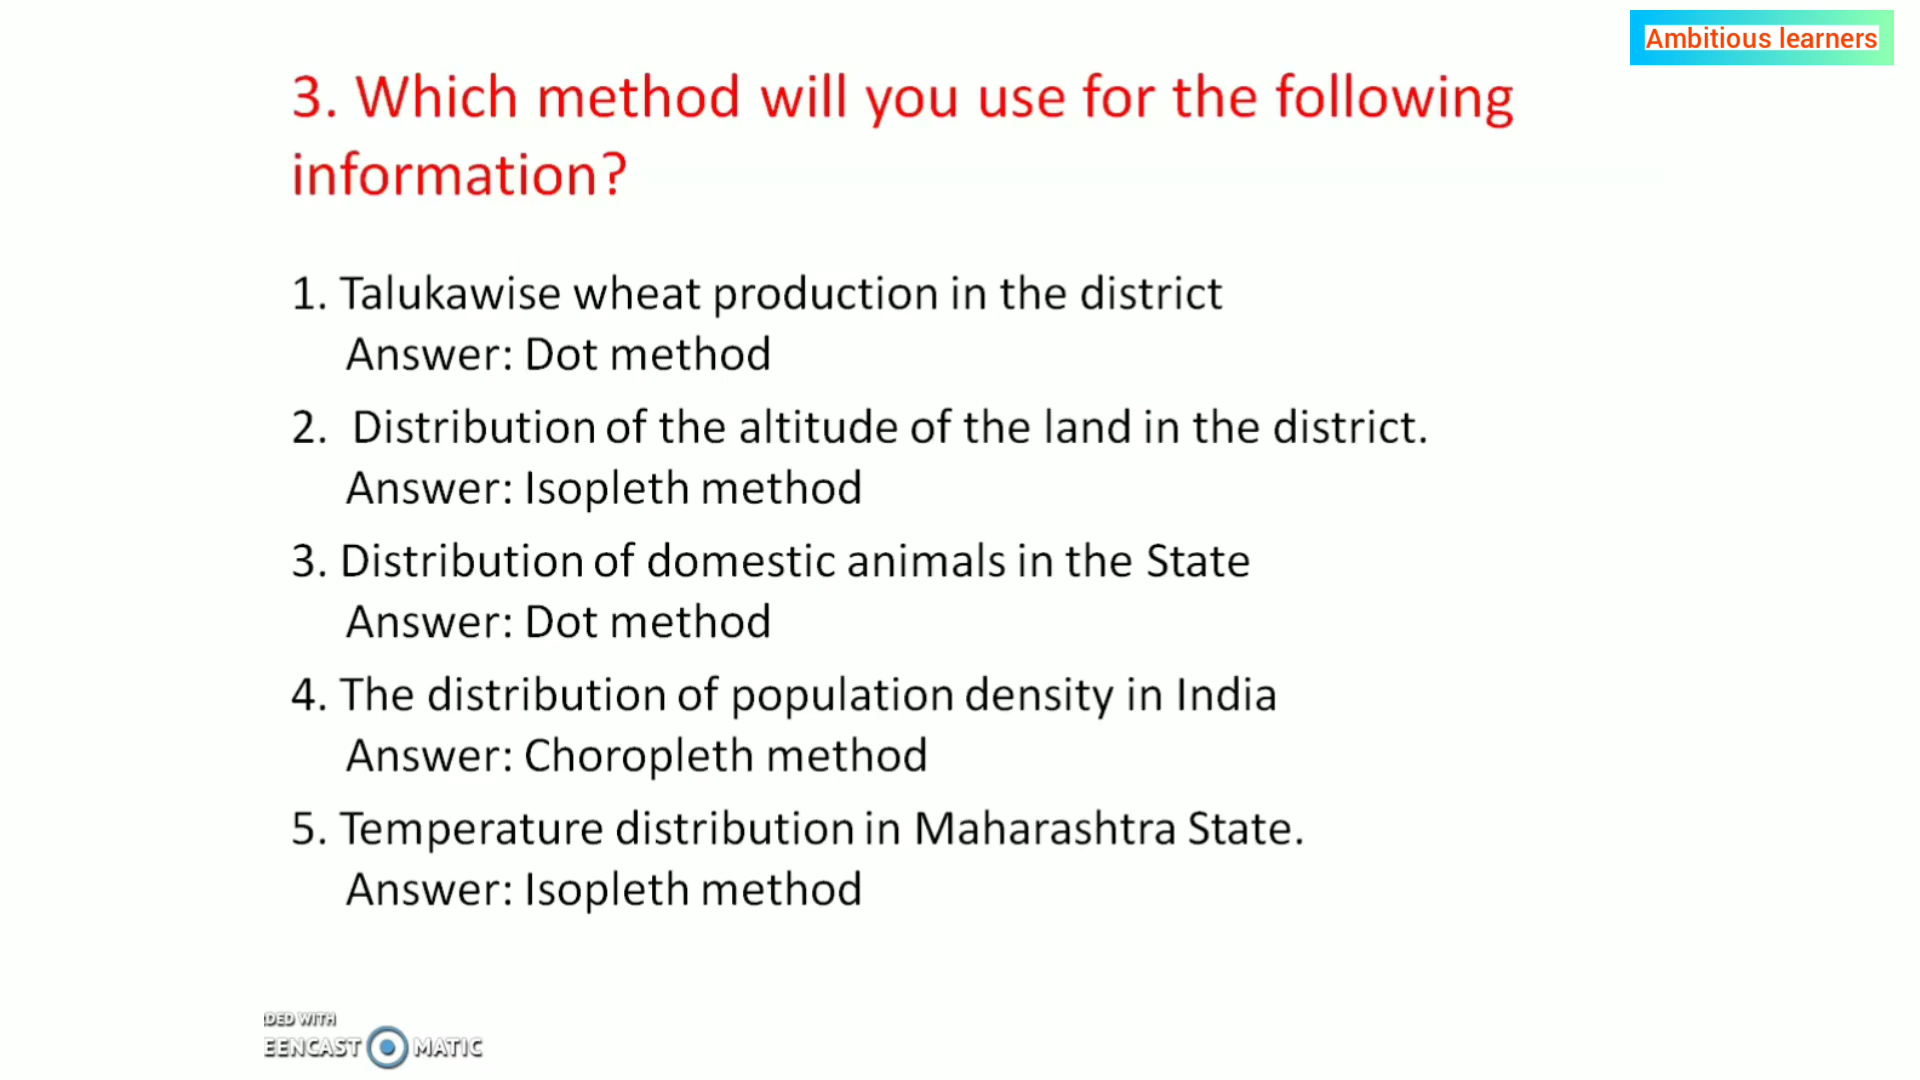 Ambitious learners
3. Which method will you use for the following
information?
1. Talukawise wheat production in the district
Answer: Dot method
2. Distribution of the altitude of the land in the district.
Answer: Isopleth method
3. Distribution of domestic animals in the State
Answer: Dot method
4. The distribution of population density in India
Answer: Choropleth method
5. Temperature distribution in Maharashtra State.
Answer: Isopleth method
DED WITH
EENCAST MATIC